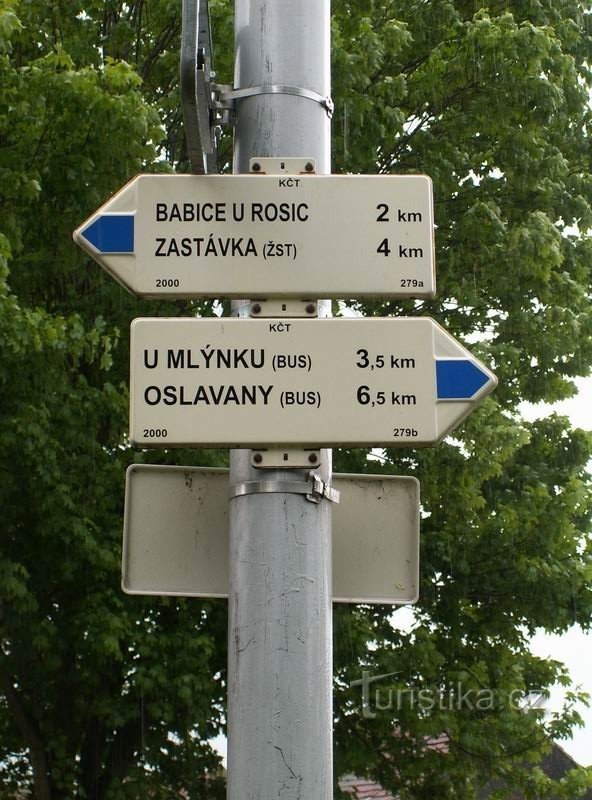 KČT
BABICE U ROSIC 2 km
ZASTÁVKA (ŽST) 4 km
2000 279a
KČT
U MLÝNKU (BUS) 3,5 km
OSLAVANY (BUS) 6,5 km
2000 279b
Turistika.cz